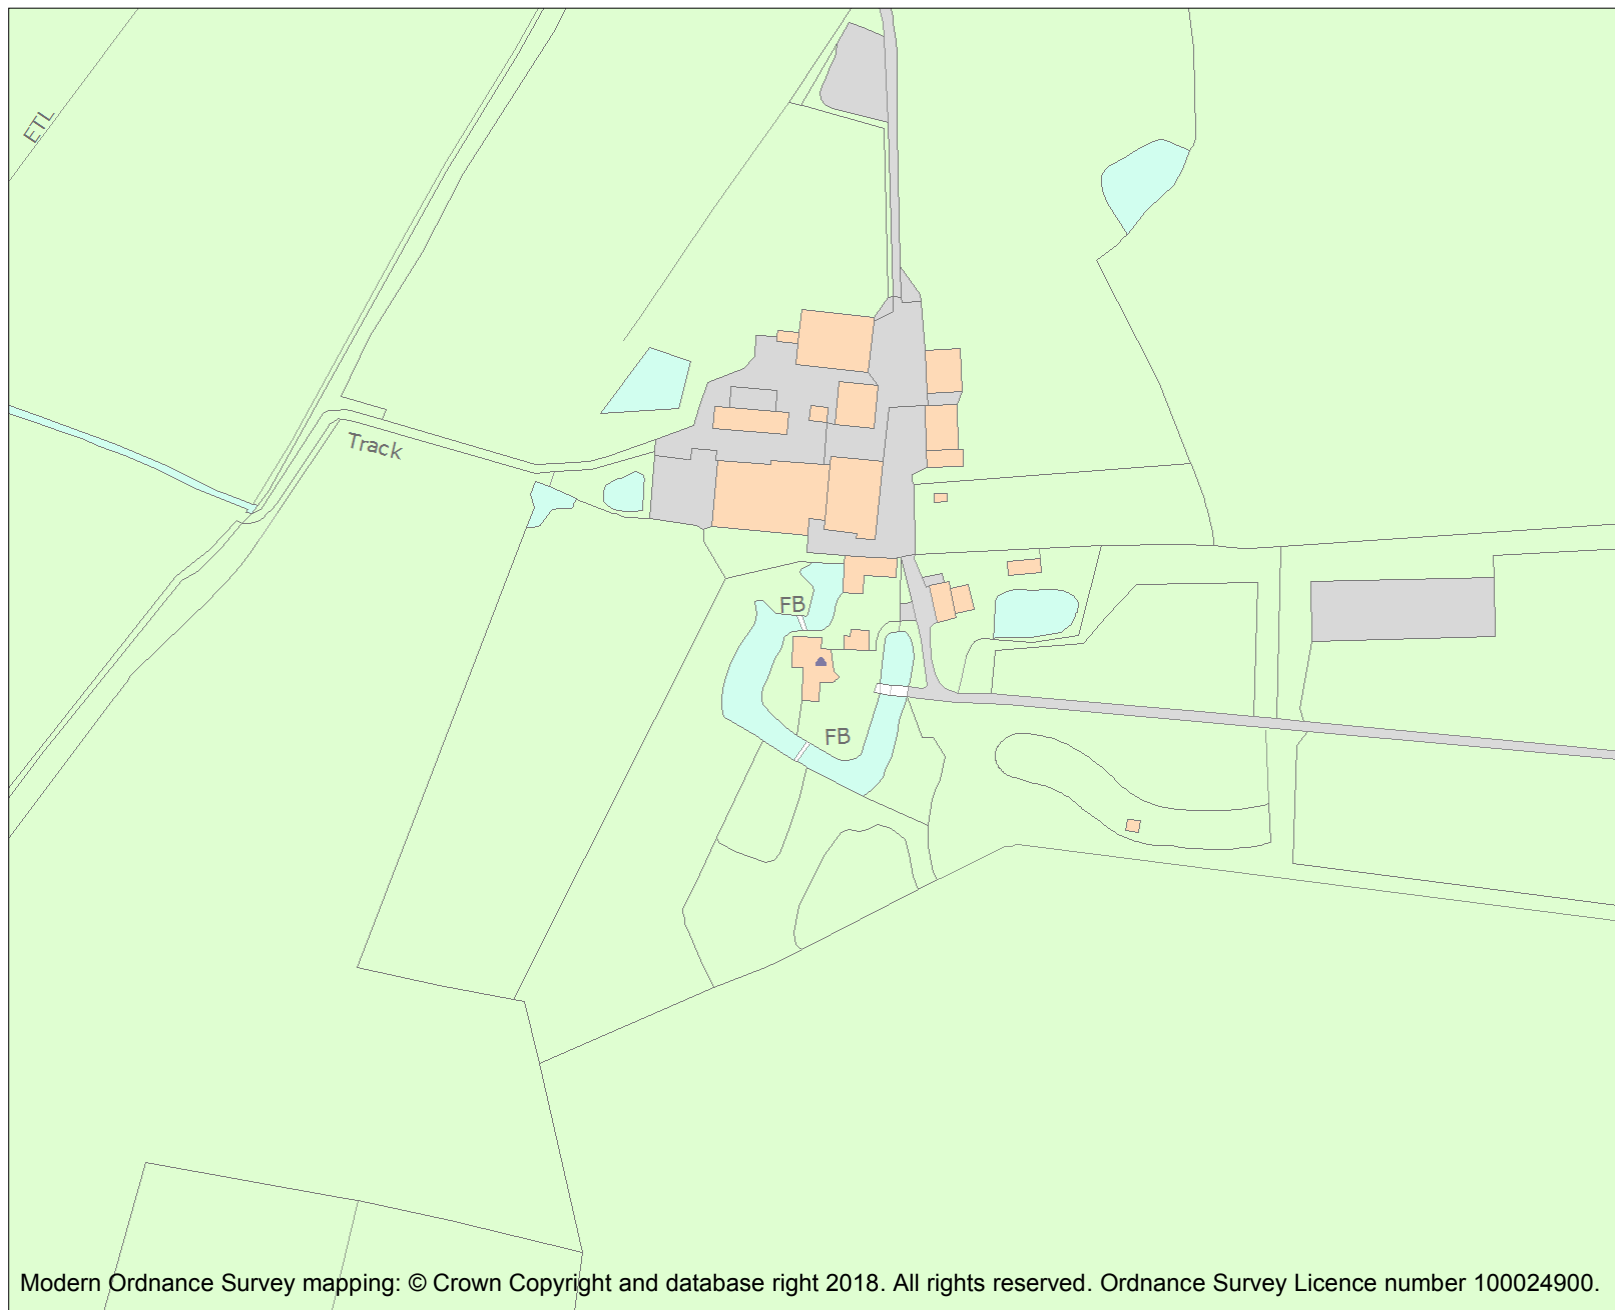 ETL
Track
FB
FB
Modern Ordnance Survey mapping: © Crown Copyright and database right 2018. All rights reserved. Ordnance Survey Licence number 100024900.